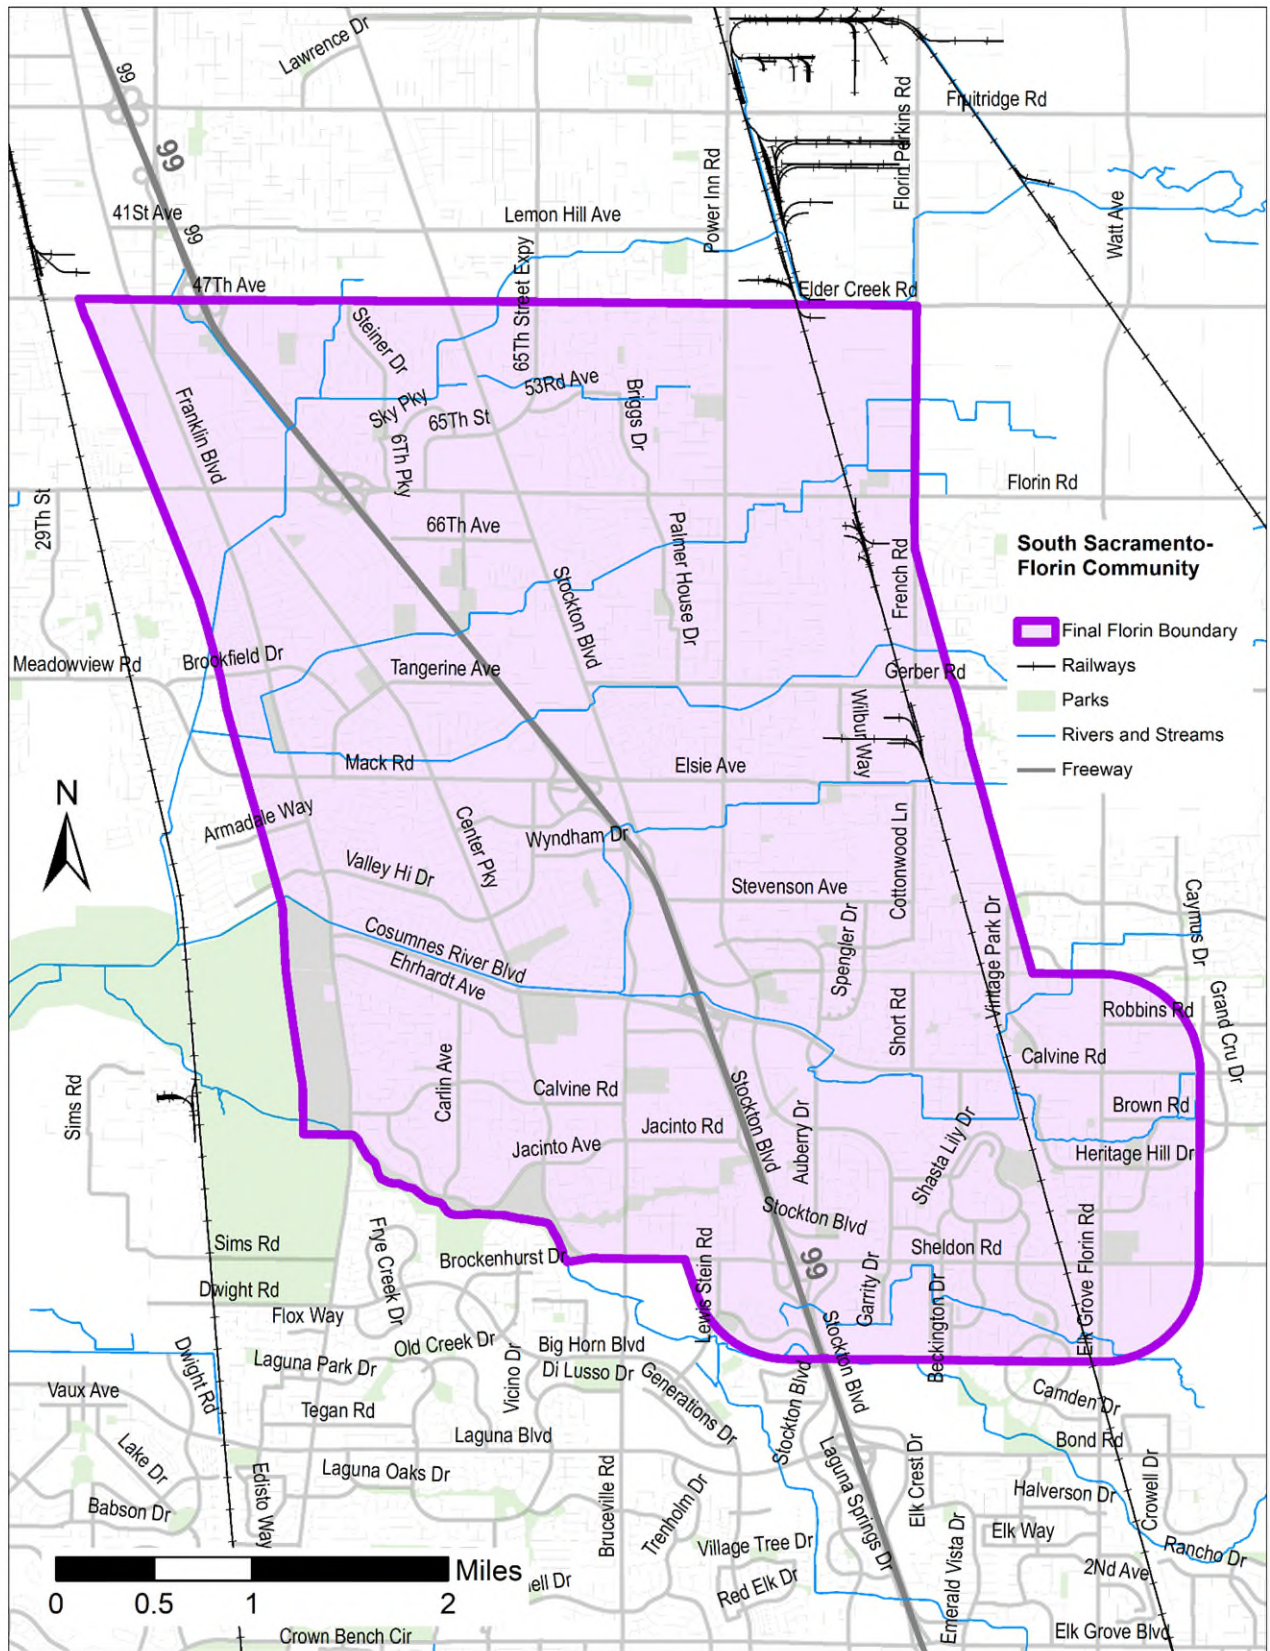 Lawrence Dr
99
Fruitridge Rd
Florin Perkins Rd
99
Power Inn Rd
41St Ave
Lemon Hill Ave
99
Watt Ave
47Th Ave
65Th Street Expy
Elder Creek Rd
Steiner Dr
53Rd Ave
Briggs Dr
Sky Pky
65Th St
Franklin Blvd
6Th Pky
Florin Rd
29Th St
66Th Ave
Palmer House Dr
French Rd
South Sacramento-
Florin Community
Stockton Blvd
Final Florin Boundary
Meadowview Rd
Brookfield Dr
Tangerine Ave
Gerber Rd
Railways
Parks
Wilbur Way
Rivers and Streams
Mack Rd
Elsie Ave
Freeway
N
Armadale Way
Center Pky
Wyndham Dr
Cottonwood Ln
Valley Hi Dr
Stevenson Ave
Caymus Dr
Spengler Dr
Vintage Park Dr
Cosumnes River Blvd
Ehrhardt Ave
Short Rd
Robbins Rd
Grand Cru Dr
Calvine Rd
Sims Rd
Carlin Ave
Calvine Rd
Stockton Blvd
Brown Rd
Auberry Dr
Jacinto Rd
Jacinto Ave
Shasta Lily Dr
Heritage Hill Dr
Stockton Blvd
Sims Rd
Frye Creek Dr
Brockenhurst Dr
Lewis Stein Rd
99
Sheldon Rd
Elk Grove Florin Rd
Dwight Rd
Garrity Dr
Beckington Dr
Flox Way
Old Creek Dr
Big Horn Blvd
Stockton Blvd
Dwight Rd
Laguna Park Dr
Vicino Dr
Di Lusso Dr
Generations Dr
Stockton Blvd
Camden Dr
Vaux Ave
Tegan Rd
Laguna Blvd
Bond Rd
Lake Dr
Edisto Way
Laguna Oaks Dr
Bruceville Rd
Trenholm Dr
Laguna Springs Dr
Elk Crest Dr
Halverson Dr
Crowell Dr
Babson Dr
Village Tree Dr
Emerald Vista Dr
Elk Way
Rancho Dr
Miles
Red Elk Dr
2Nd Ave
0 0.5 1 2
ell Dr
Crown Bench Cir
Elk Grove Blvd